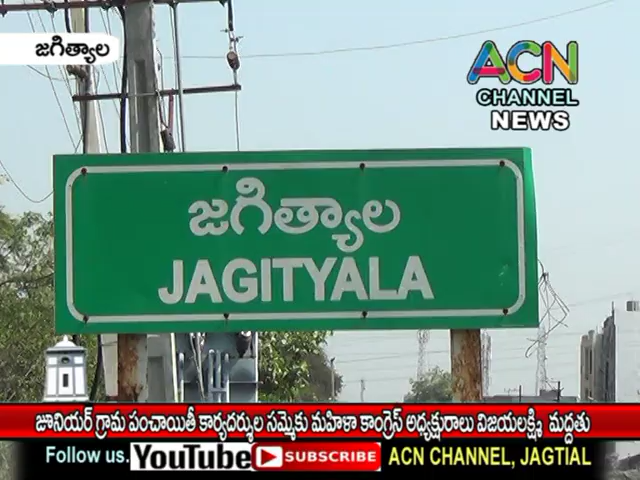 జగిత్యాల
ACN
CHANNEL
NEWS
జగిత్యాల
JAGITYALA
జూనియర్ గ్రామ పంచాయితీ కార్యదర్శుల సమ్మెకు మహిళా కాంగ్రెస్ అధ్యక్షురాలు విజయలక్ష్మి మద్దతు
Follow us. YouTube SUBSCRIBE ACN CHANNEL, JAGTIAL